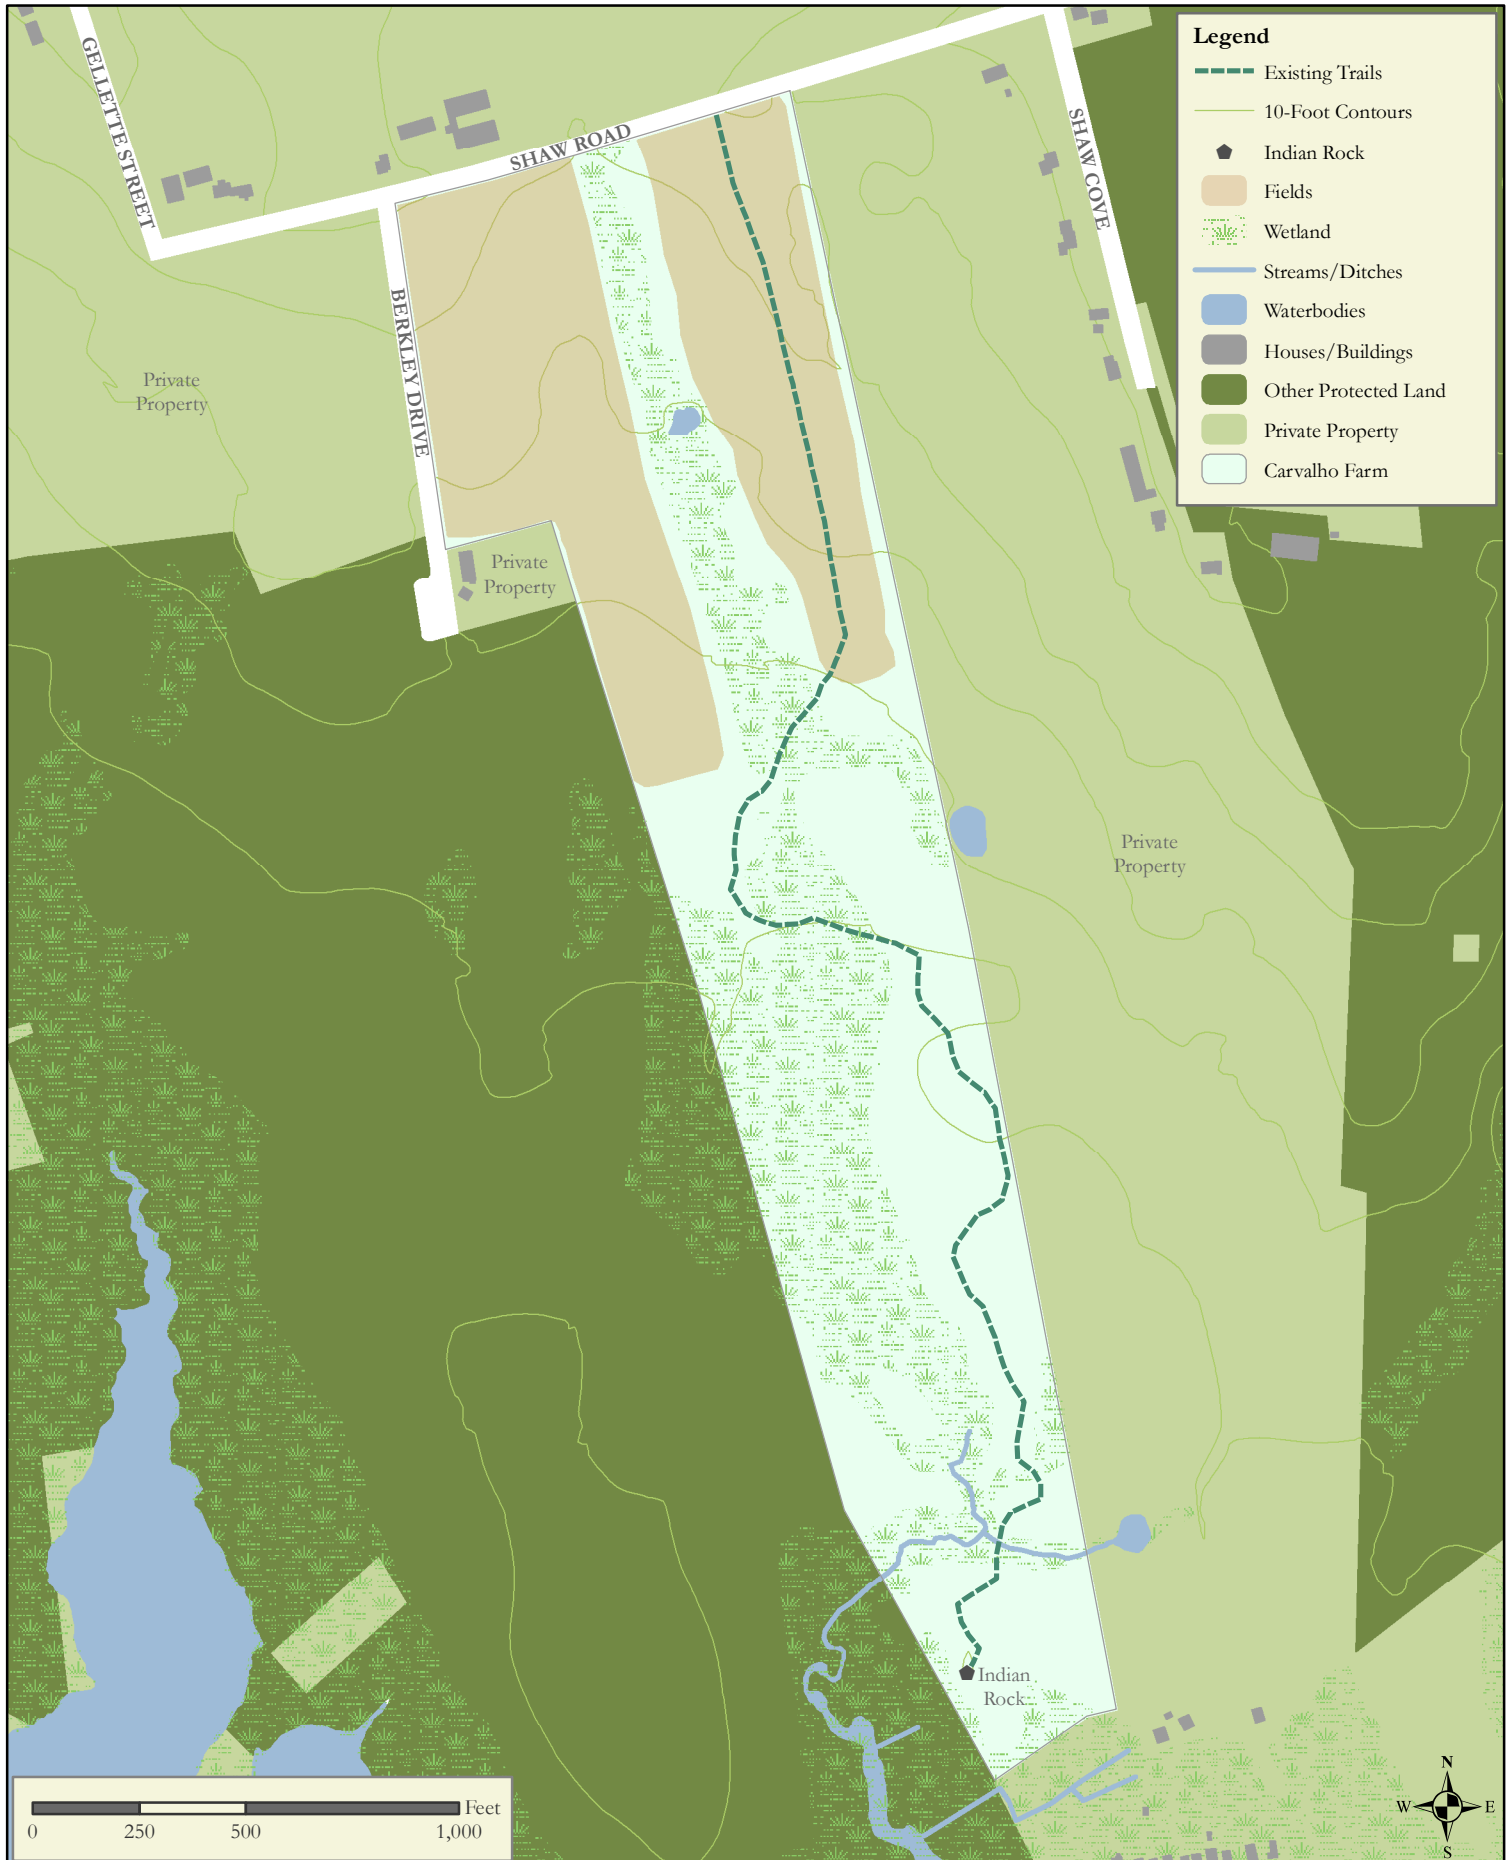 Legend
Existing Trails
10-Foot Contours
Indian Rock
Fields
Wetland
Streams/Ditches
Waterbodies
Houses/Buildings
Other Protected Land
Private Property
Carvalho Farm
GELLETTE STREET
SHAW ROAD
SHAW COVE
BERKLEY DRIVE
Private
Property
Private
Property
Private
Property
Indian
Rock
Feet
0 250 500 1,000
N
W E
S